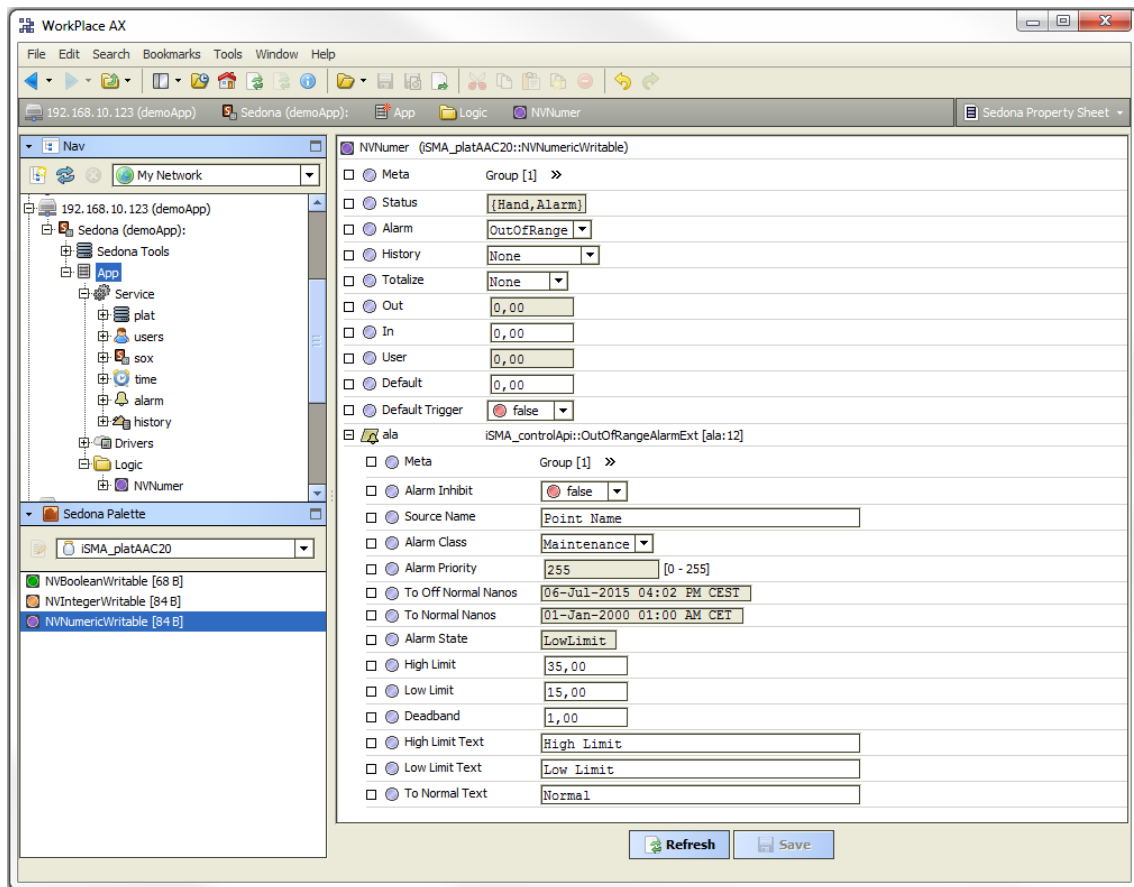 WorkPlace AX
File Edit Search Bookmarks Tools Window Help
192.168.10.123 (demoApp) Sedona (demoApp): App Logic NVNumer Sedona Property Sheet
Nav
My Network
192.168.10.123 (demoApp)
Sedona (demoApp):
Sedona Tools
App
Service
plat
users
sox
time
alarm
history
Drivers
Logic
NVNumer
Sedona Palette
iSMA_platAAC20
NVBooleanWritable [68 B]
NVIntegerWritable [84 B]
NVNumericWritable [84 B]
NVNumer (iSMA_platAAC20::NVNumericWritable)
Meta Group [1] »
Status {Hand,Alarm}
Alarm OutOfRange
History None
Totalize None
Out 0,00
In 0,00
User 0,00
Default 0,00
Default Trigger false
ala iSMA_controlApi::OutOfRangeAlarmExt [ala:12]
Meta Group [1] »
Alarm Inhibit false
Source Name Point Name
Alarm Class Maintenance
Alarm Priority 255 [0 - 255]
To Off Normal Nanos 06-Jul-2015 04:02 PM CEST
To Normal Nanos 01-Jan-2000 01:00 AM CET
Alarm State LowLimit
High Limit 35,00
Low Limit 15,00
Deadband 1,00
High Limit Text High Limit
Low Limit Text Low Limit
To Normal Text Normal
Refresh Save